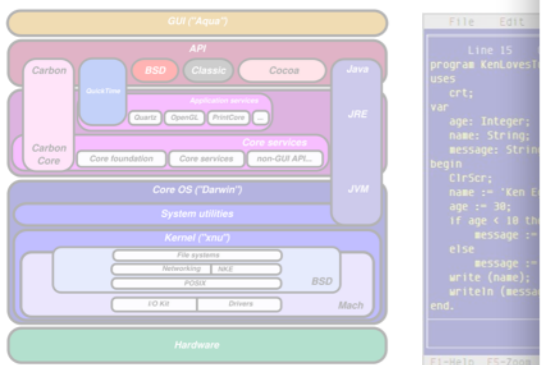 GUI ("Aqua")
API
Carbon
QuickTime
BSD
Classic
Cocoa
Java
Application services
Quartz
OpenGL
PrintCore
...
JRE
Core services
Carbon
Core
Core foundation
Core services
non-GUI API...
Core OS ("Darwin")
JVM
System utilities
Kernel ("xnu")
File systems
Networking
NKE
POSIX
BSD
I/O Kit
Drivers
Mach
Hardware
File Edit
Line 15
program KenLovesT
uses
crt;
var
age: Integer;
name: String;
message: Strin
begin
ClrScr;
name := 'Ken E
age := 30;
if age < 10 the
message :=
else
message :=
write (name);
writeln (messa
end.
F1-Help F5-Zoom